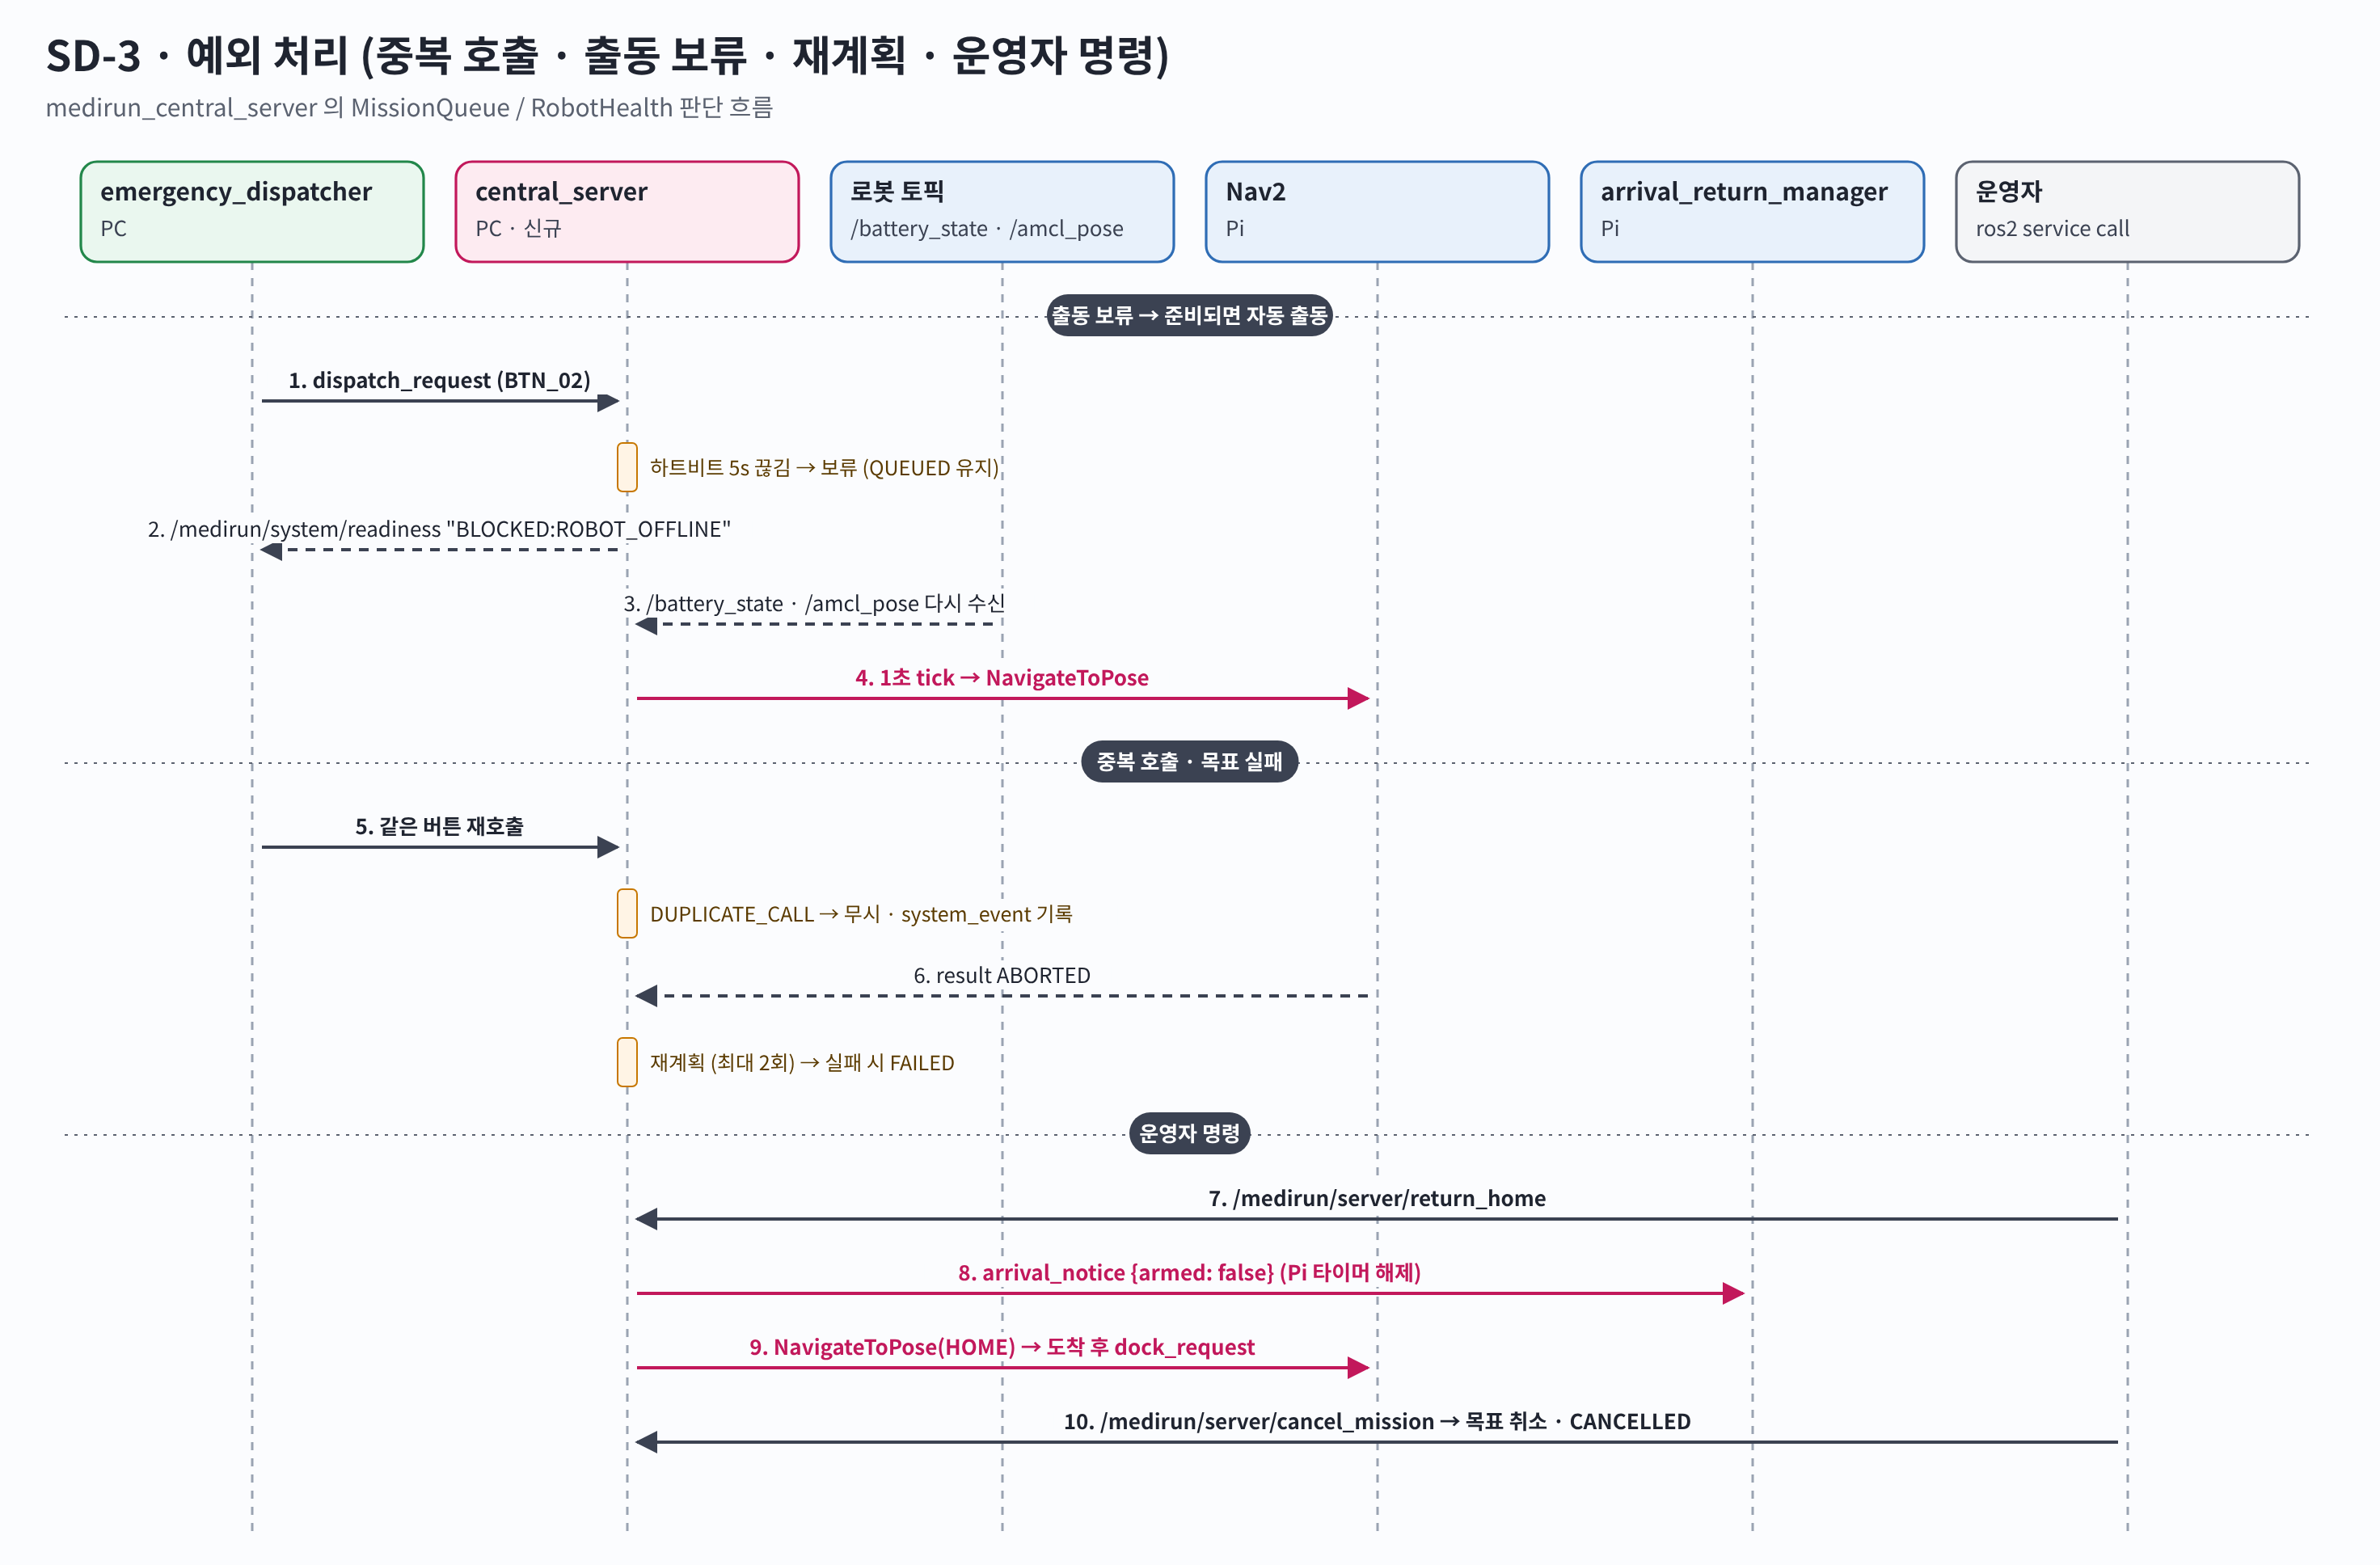 SD-3 · 예외 처리 (중복 호출 · 출동 보류 · 재계획 · 운영자 명령)
medirun_central_server 의 MissionQueue / RobotHealth 판단 흐름
emergency_dispatcher
PC
central_server
PC · 신규
로봇 토픽
/battery_state · /amcl_pose
Nav2
Pi
arrival_return_manager
Pi
운영자
ros2 service call
출동 보류 → 준비되면 자동 출동
1. dispatch_request (BTN_02)
하트비트 5s 끊김 → 보류 (QUEUED 유지)
2. /medirun/system/readiness "BLOCKED:ROBOT_OFFLINE"
3. /battery_state · /amcl_pose 다시 수신
4. 1초 tick → NavigateToPose
중복 호출 · 목표 실패
5. 같은 버튼 재호출
DUPLICATE_CALL → 무시 · system_event 기록
6. result ABORTED
재계획 (최대 2회) → 실패 시 FAILED
운영자 명령
7. /medirun/server/return_home
8. arrival_notice {armed: false} (Pi 타이머 해제)
9. NavigateToPose(HOME) → 도착 후 dock_request
10. /medirun/server/cancel_mission → 목표 취소 · CANCELLED